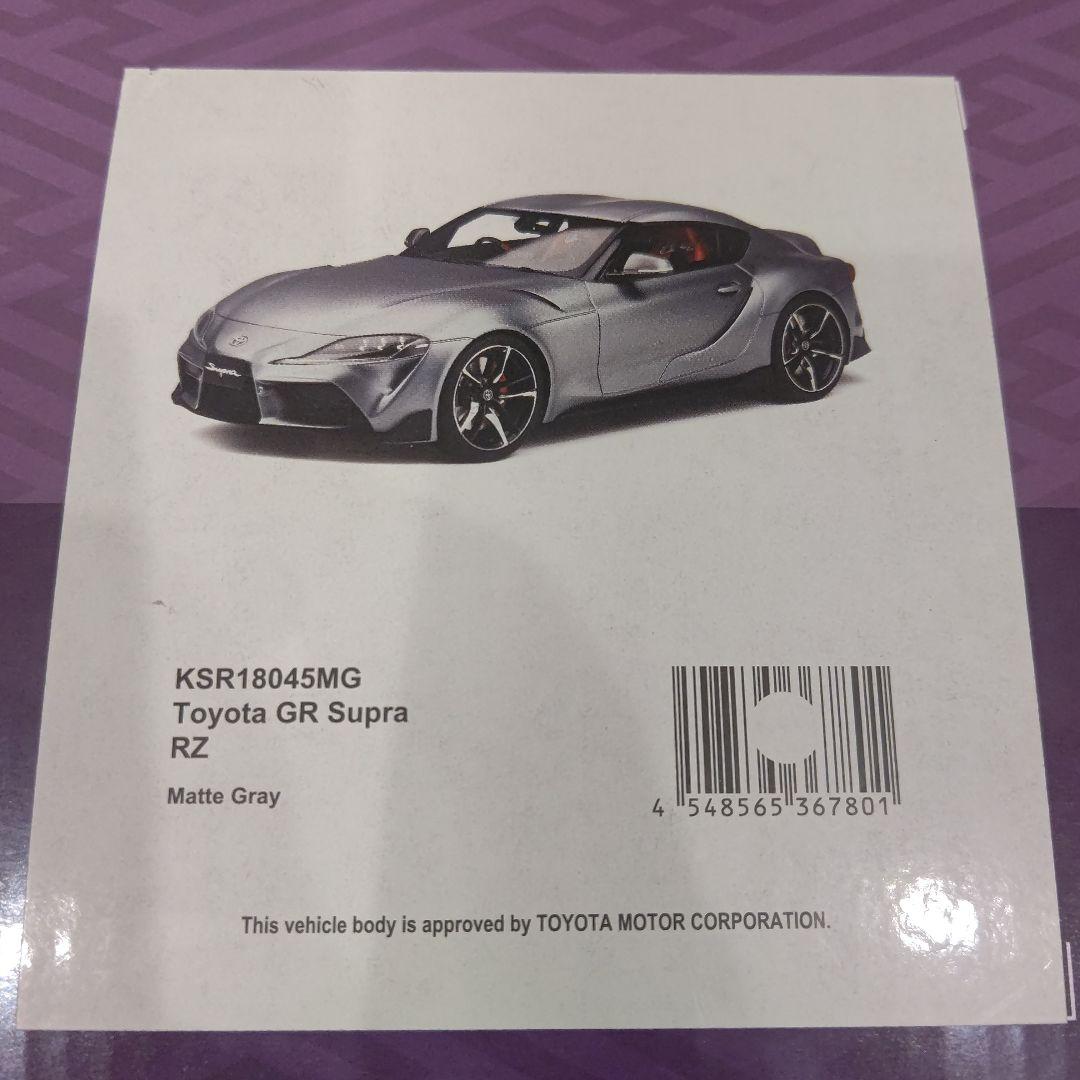 Supra
KSR18045MG
Toyota GR Supra
RZ
Matte Gray
4 548565 367801
This vehicle body is approved by TOYOTA MOTOR CORPORATION.